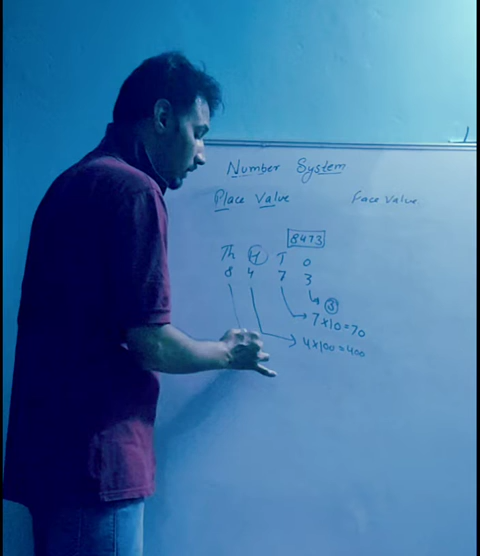 Number System
Place Value Face Value.
8473
Th H T O
8 4 7 3
3
7×10=70
4×100=400